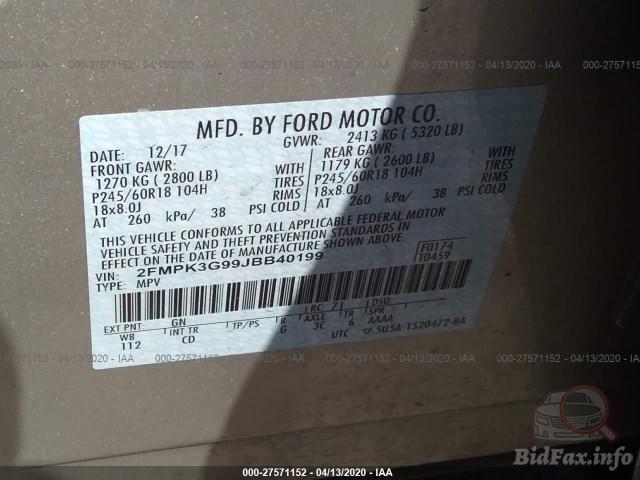 000-27571152 - 04/13/2020 - IAA
MFD. BY FORD MOTOR CO.
DATE: 12/17 GVWR: 2413 KG ( 5320 LB)
FRONT GAWR: REAR GAWR:
1270 KG ( 2800 LB) WITH 1179 KG ( 2600 LB) WITH
P245/60R18 104H TIRES P245/60R18 104H TIRES
18x8.0J RIMS 18x8.0J RIMS
AT 260 kPa/ 38 PSI COLD AT 260 kPa/ 38 PSI COLD
THIS VEHICLE CONFORMS TO ALL APPLICABLE FEDERAL MOTOR
VEHICLE SAFETY AND THEFT PREVENTION STANDARDS IN
EFFECT ON THE DATE OF MANUFACTURE SHOWN ABOVE.
VIN: 2FMPK3G99JBB40199 F0174
TYPE: MPV T0459
EXT PNT: GN RC: 71 DSO:
WB INT TR TP/PS R AXLE TR SPR
112 CD G 3C 6 AAAA
UTC 5U5A-1520472-BA
BidFax.info
000-27571152 - 04/13/2020 - IAA